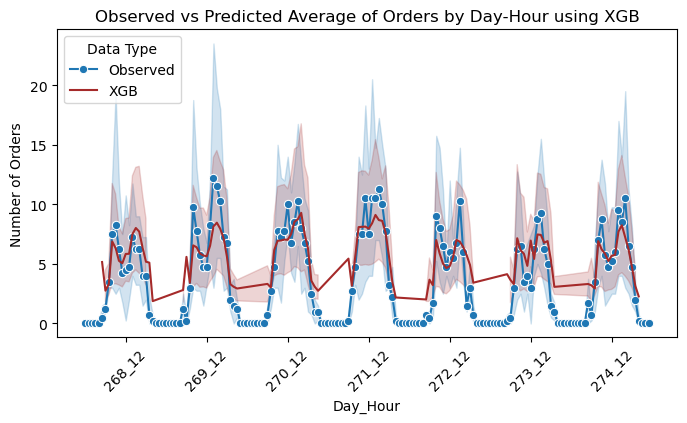 Observed vs Predicted Average of Orders by Day-Hour using XGB
Data Type
Observed
XGB
Number of Orders
20
15
10
5
0
268_12
269_12
270_12
271_12
272_12
273_12
274_12
Day_Hour